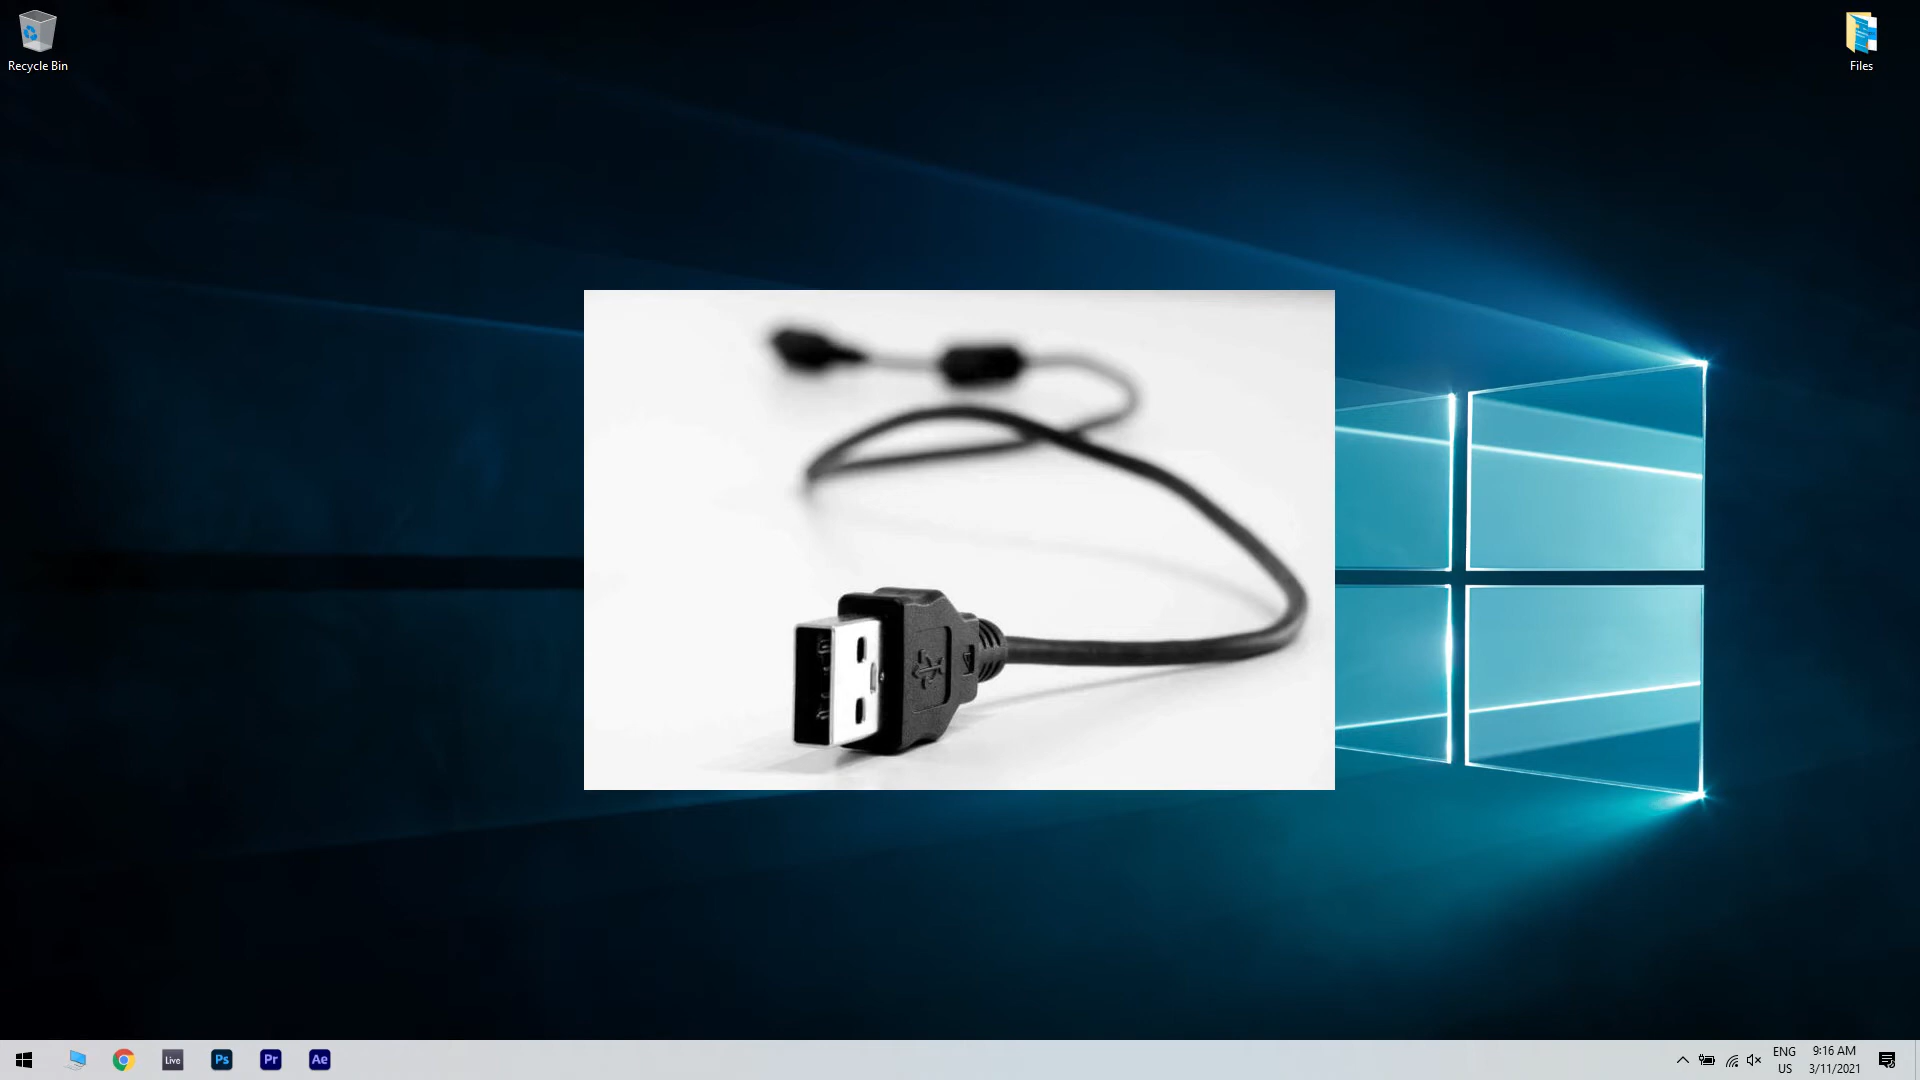 Recycle Bin
Files
Live
Ps
Pr
Ae
ENG
US
9:16 AM
3/11/2021